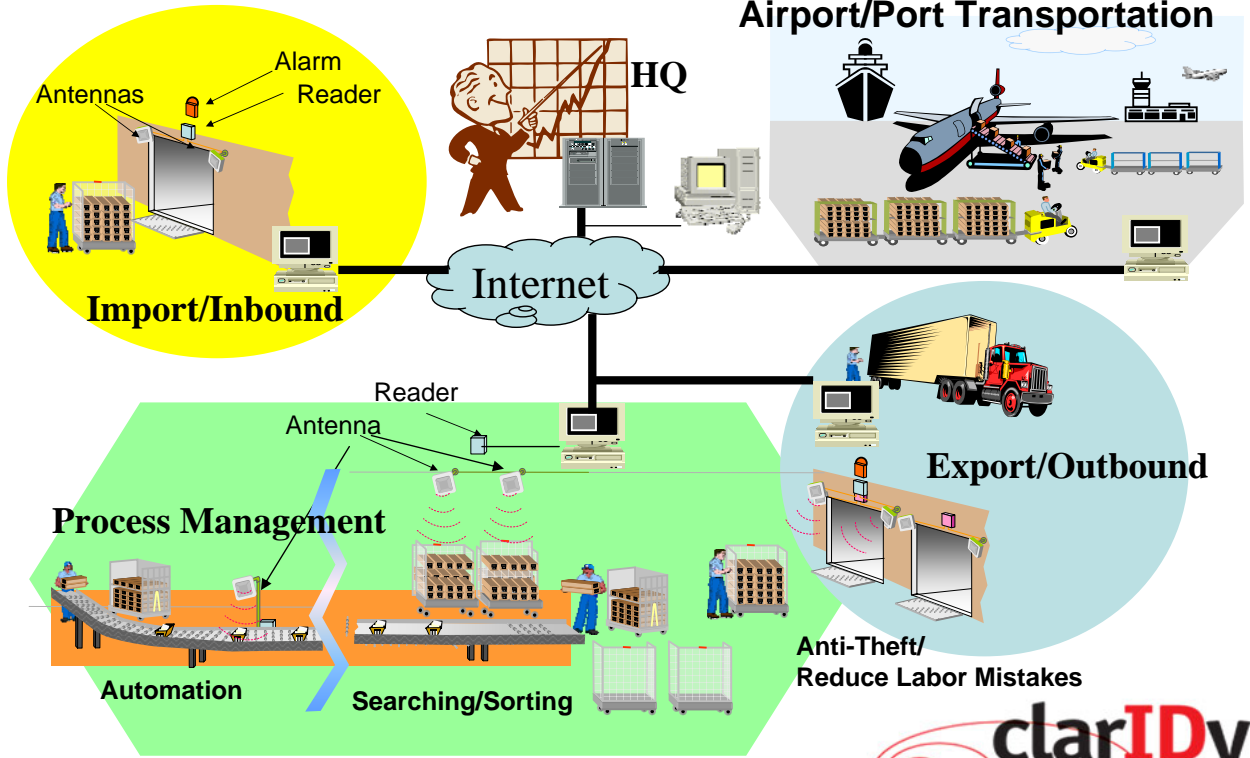 Airport/Port Transportation
Alarm
Antennas
Reader
HQ
Internet
Import/Inbound
Reader
Antenna
Export/Outbound
Process Management
Anti-Theft/
Reduce Labor Mistakes
Automation
Searching/Sorting
clarIDy